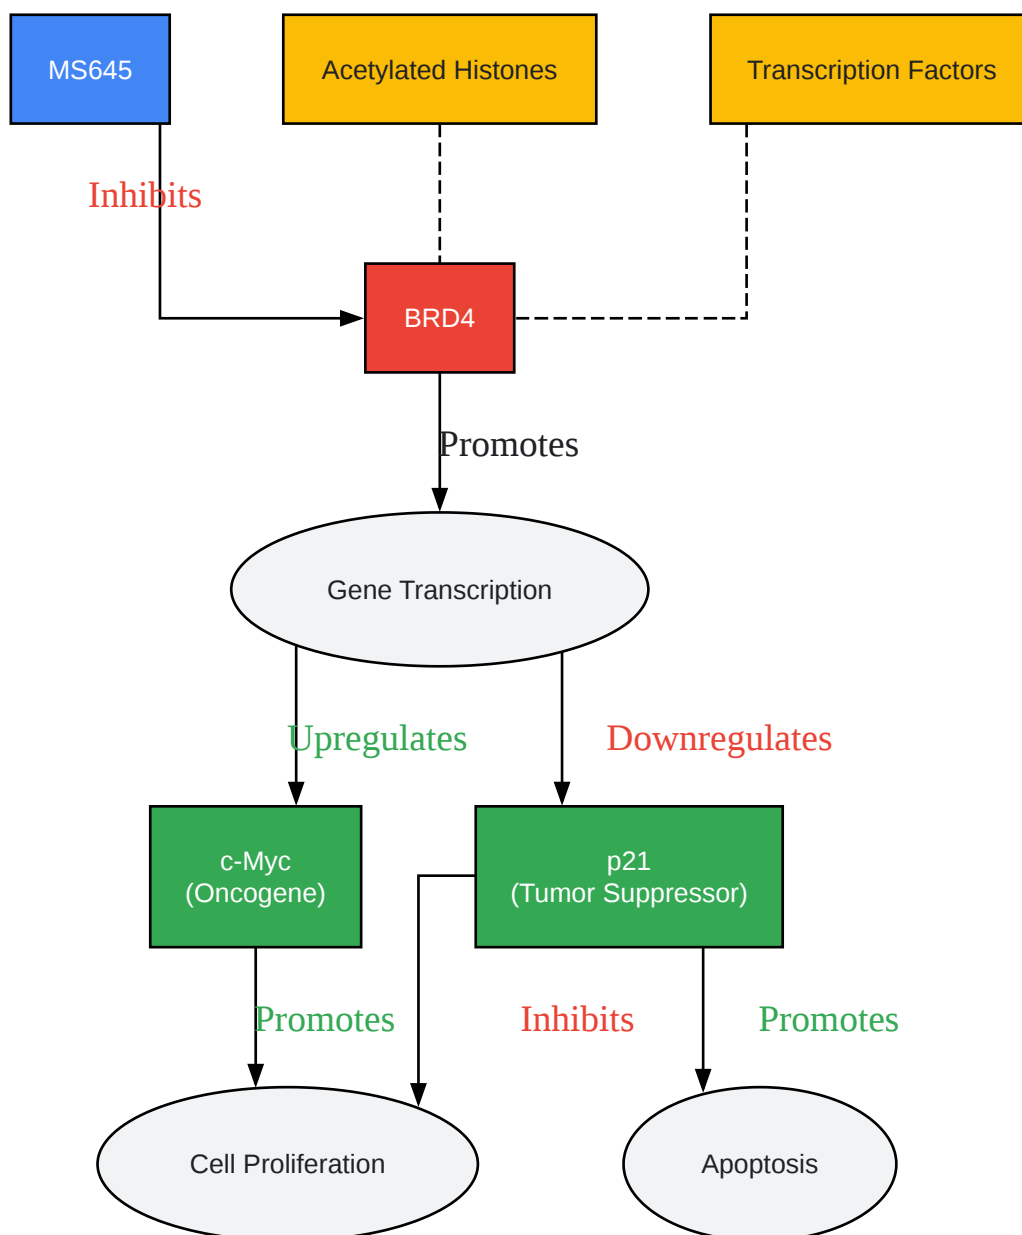 MS645
Acetylated Histones
Transcription Factors
Inhibits
BRD4
Promotes
Gene Transcription
Upregulates
Downregulates
c-Myc
(Oncogene)
p21
(Tumor Suppressor)
Promotes
Inhibits
Promotes
Cell Proliferation
Apoptosis